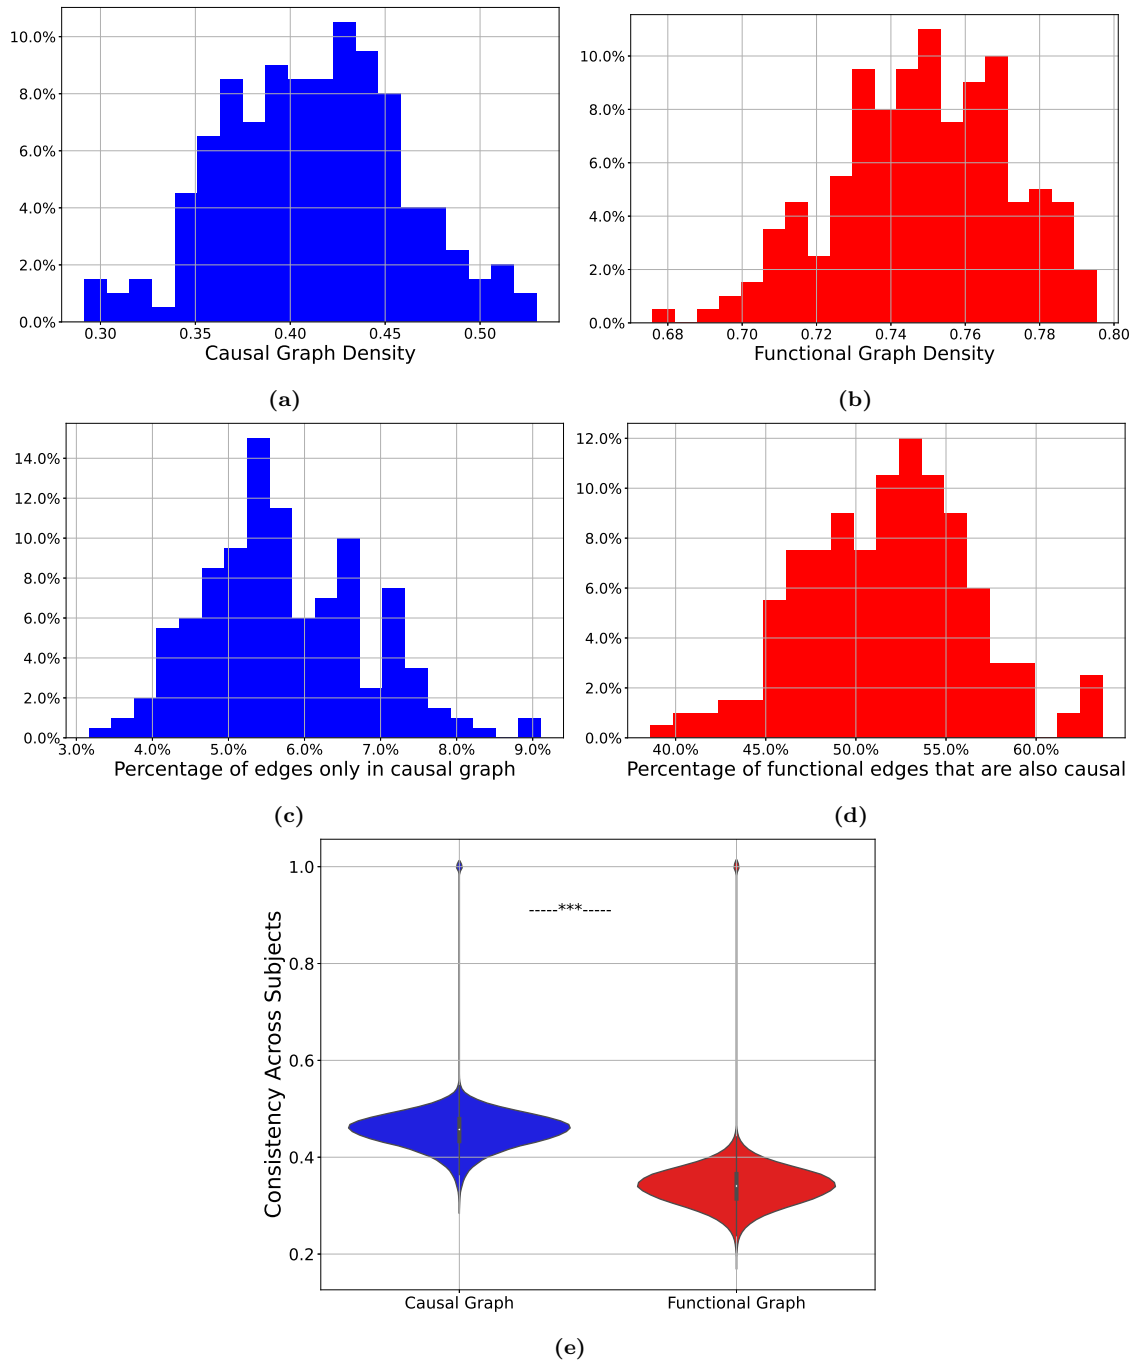 10.0%
8.0%
6.0%
4.0%
2.0%
0.0%
0.30 0.35 0.40 0.45 0.50
Causal Graph Density
(a)
10.0%
8.0%
6.0%
4.0%
2.0%
0.0%
0.68 0.70 0.72 0.74 0.76 0.78 0.80
Functional Graph Density
(b)
14.0%
12.0%
10.0%
8.0%
6.0%
4.0%
2.0%
0.0%
3.0% 4.0% 5.0% 6.0% 7.0% 8.0% 9.0%
Percentage of edges only in causal graph
(c)
12.0%
10.0%
8.0%
6.0%
4.0%
2.0%
0.0%
40.0% 45.0% 50.0% 55.0% 60.0%
Percentage of functional edges that are also causal
(d)
Consistency Across Subjects
1.0
0.8
0.6
0.4
0.2
-----***-----
Causal Graph Functional Graph
(e)